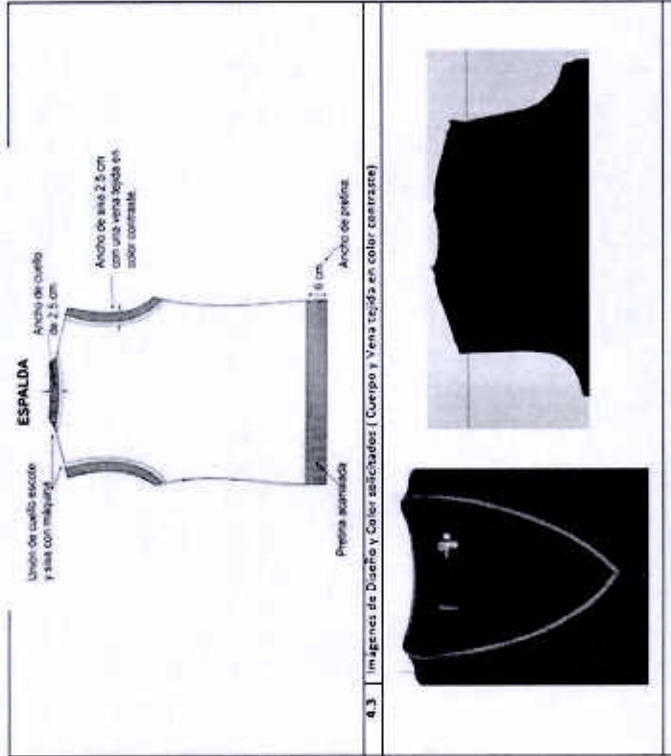 ESPALDA
Unión de cuello escote
y sisa con máquina
Ancho de cuello
de 2.5 cm
Ancho de sisa 2.5 cm
con una vena tejida en
color contraste.
6 cm
Pretina acanalada
Ancho de pretina.
4.3 Imágenes de Diseño y Color solicitados ( Cuerpo y Vena tejida en color contraste)